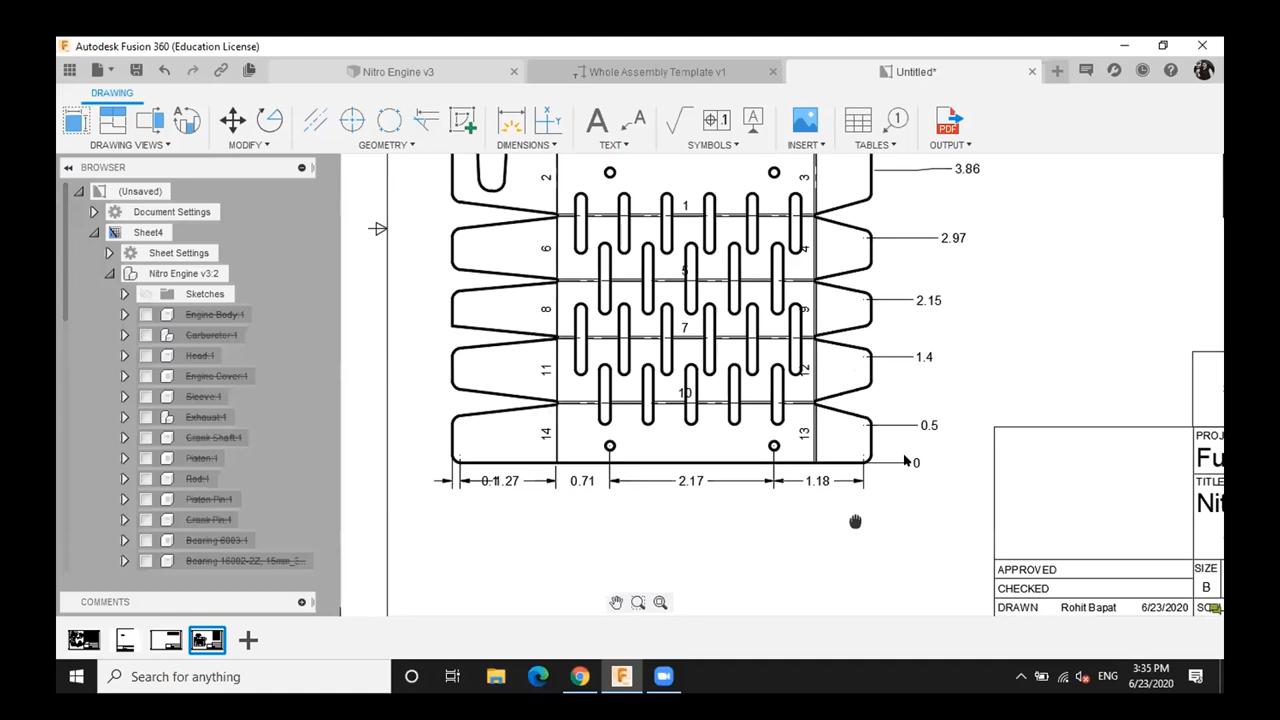 Autodesk Fusion 360 (Education License)
Nitro Engine v3
Whole Assembly Template v1
Untitled*
DRAWING
DRAWING VIEWS
MODIFY
GEOMETRY
DIMENSIONS
TEXT
SYMBOLS
INSERT
TABLES
OUTPUT
BROWSER
(Unsaved)
Document Settings
Sheet4
Sheet Settings
Nitro Engine v3:2
Sketches
Engine Body:1
Carburetor:1
Head:1
Engine Cover:1
Sleeve:1
Exhaust:1
Crank Shaft:1
Piston:1
Rod:1
Piston Pin:1
Crank Pin:1
Bearing 6003:1
COMMENTS
2
3
3.86
1
6
4
2.97
5
8
9
2.15
7
11
12
1.4
10
14
13
0.5
0
1.27
0.71
2.17
1.18
PROJ
Fu
TITLE
Nit
APPROVED
SIZE
CHECKED
B
DRAWN Rohit Bapat 6/23/2020
PDF
Search for anything
ENG
3:35 PM
6/23/2020